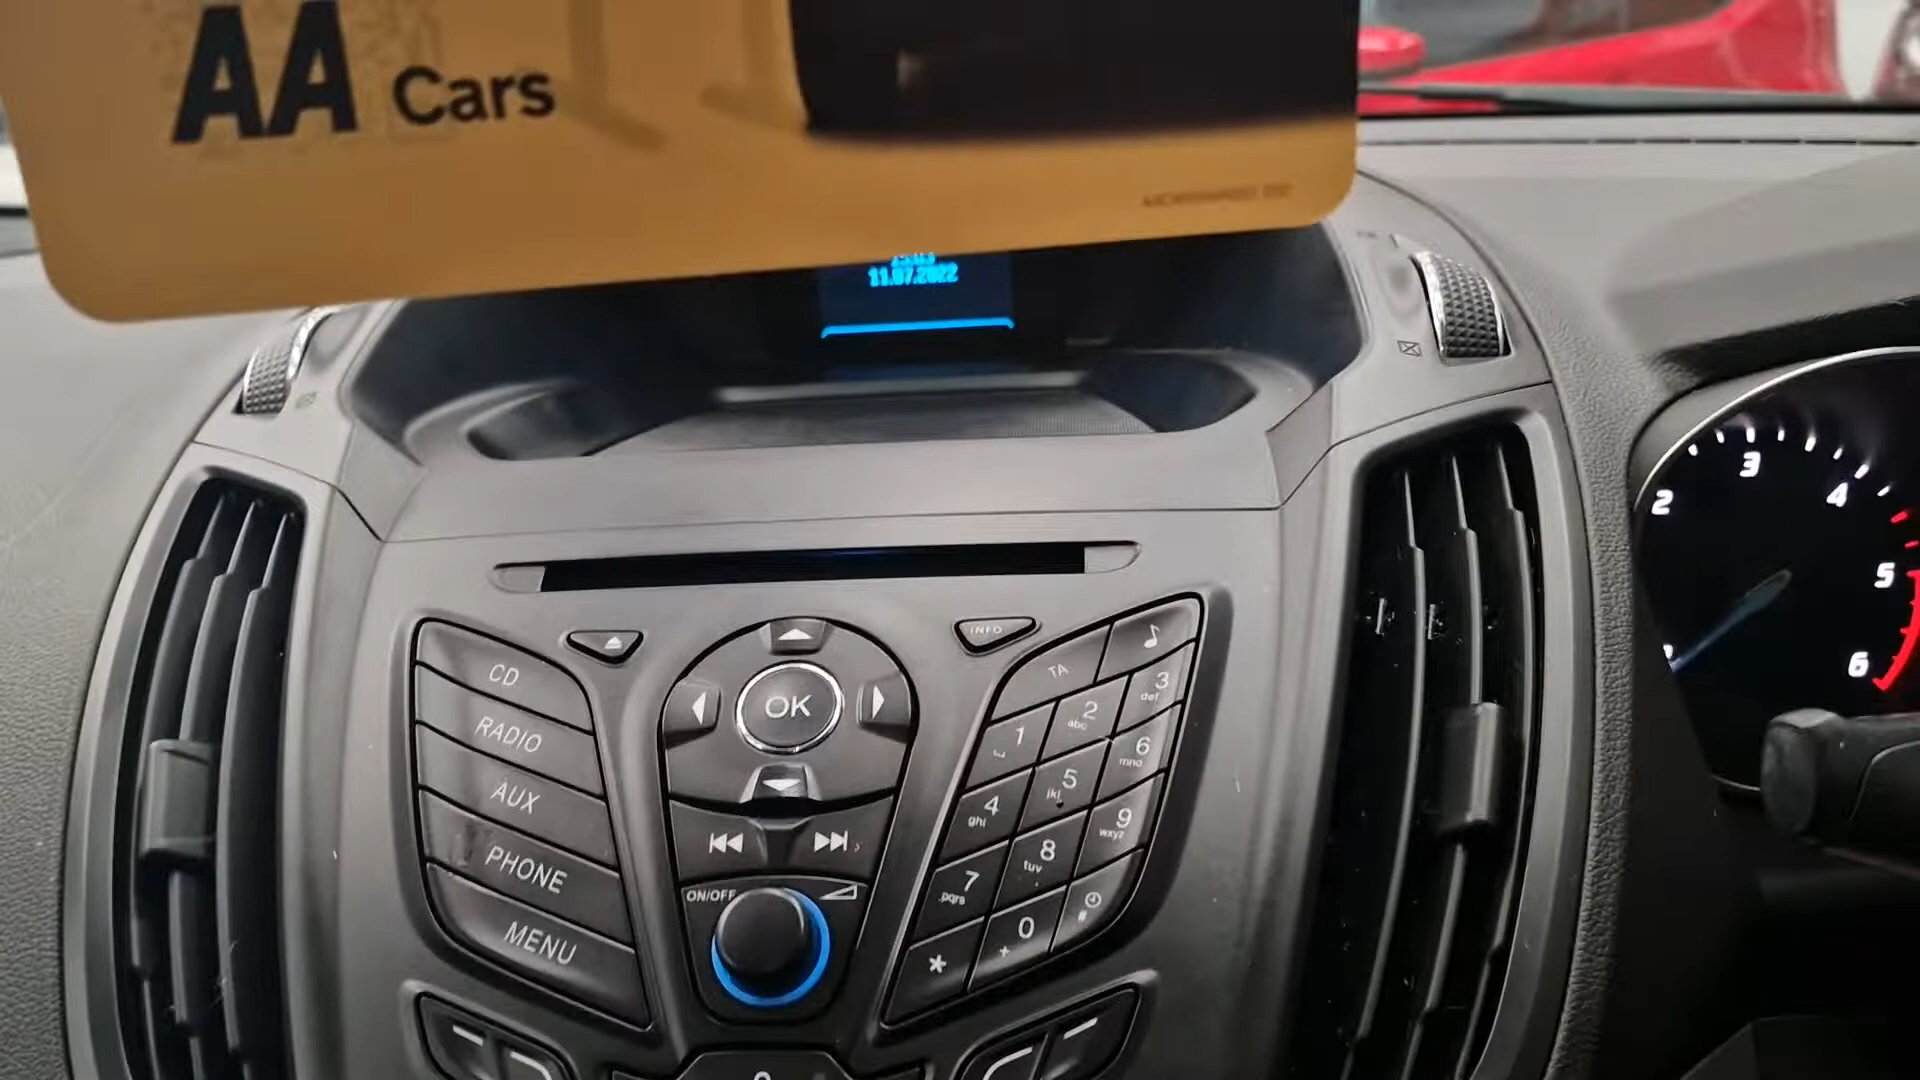 AA Cars
11.07.2022
2
3
4
5
6
INFO
CD
RADIO
AUX
PHONE
MENU
OK
ON/OFF
TA
1
2 abc
3 def
4 ghi
5 jkl
6 mno
7 pqrs
8 tuv
9 wxyz
*
0 +
#